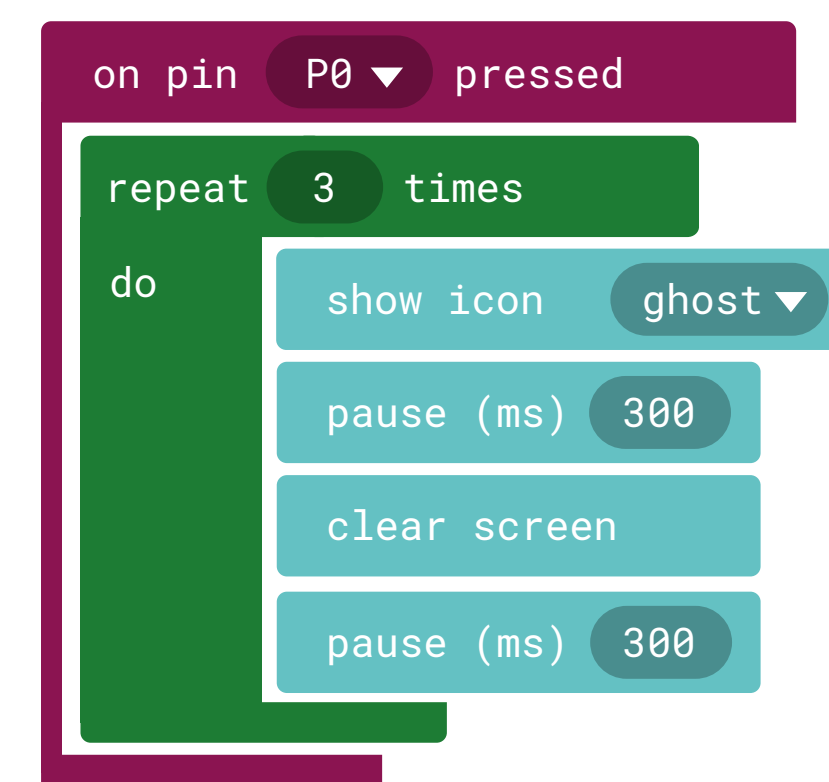 on pin P0 pressed
repeat 3 times
do
show icon ghost
pause (ms) 300
clear screen
pause (ms) 300